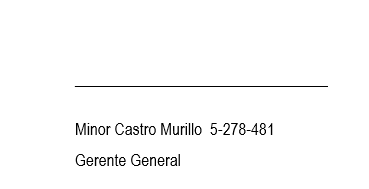 Minor Castro Murillo  5-278-481
Gerente General